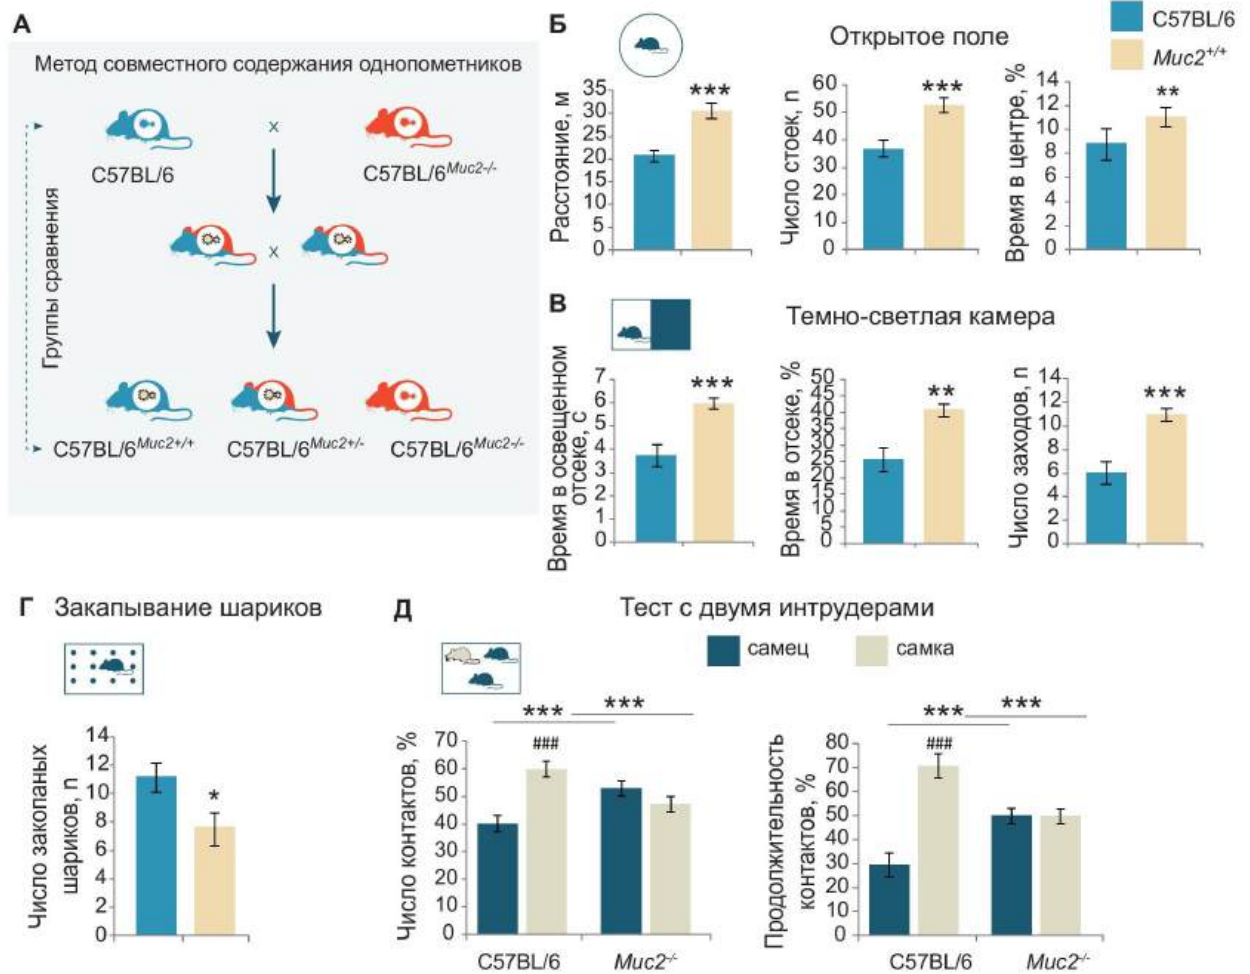 А
Метод совместного содержания однопометников
x
C57BL/6
C57BL/6Muc2-/-
x
Группы сравнения
C57BL/6Muc2+/+
C57BL/6Muc2+/-
C57BL/6Muc2-/-
Б
Открытое поле
C57BL/6
Muc2+/+
Расстояние, м
35
30
25
20
15
10
5
0
***
Число стоек, n
60
50
40
30
20
10
0
***
Время в центре, %
14
12
10
8
6
4
2
0
**
В
Темно-светлая камера
Время в освещенном
отсеке, с
7
6
5
4
3
2
1
0
***
Время в отсеке, %
50
45
40
35
30
25
20
15
10
5
0
**
Число заходов, n
14
12
10
8
6
4
2
0
***
Г Закапывание шариков
Число закопаных
шариков, n
14
12
10
8
6
4
2
0
*
Д
Тест с двумя интрудерами
самец
самка
Число контактов, %
70
60
50
40
30
20
10
0
***
***
###
C57BL/6
Muc2-/-
Продолжительность
контактов, %
80
70
60
50
40
30
20
10
0
***
***
###
C57BL/6
Muc2-/-